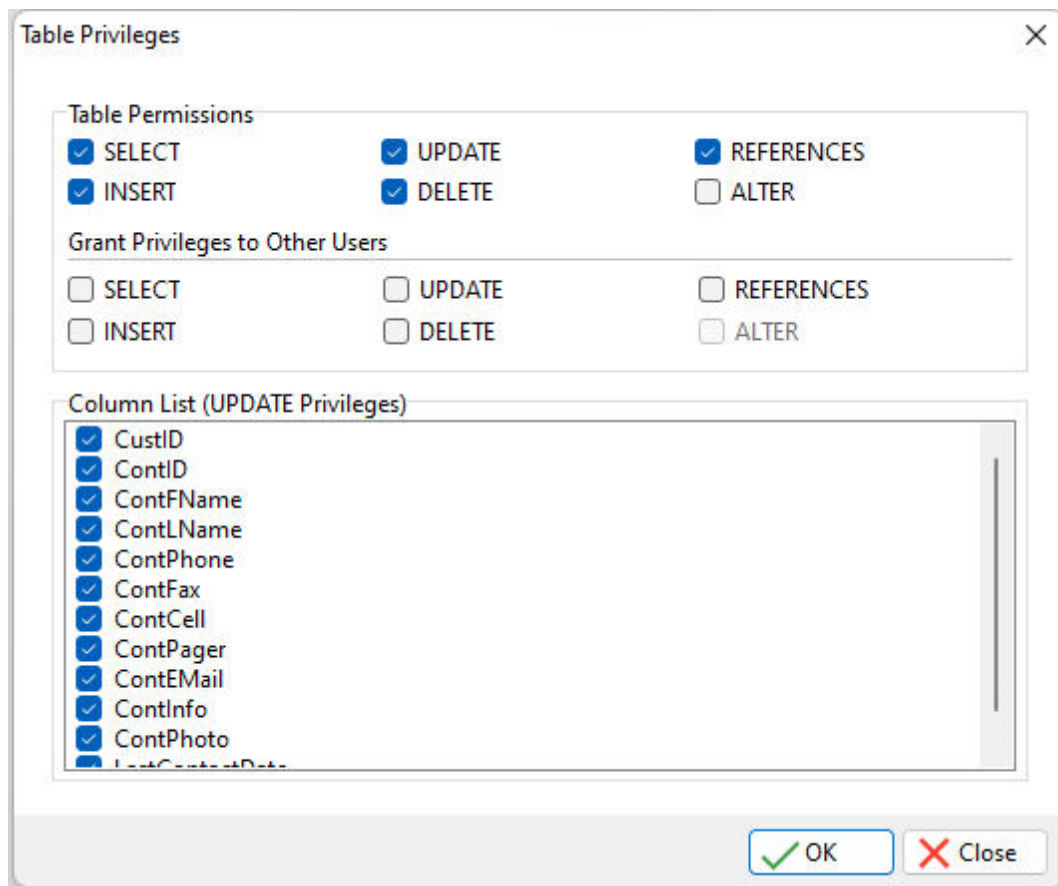 Table Privileges
Table Permissions
SELECT UPDATE REFERENCES
INSERT DELETE ALTER
Grant Privileges to Other Users
SELECT UPDATE REFERENCES
INSERT DELETE ALTER
Column List (UPDATE Privileges)
CustID
ContID
ContFName
ContLName
ContPhone
ContFax
ContCell
ContPager
ContEMail
ContInfo
ContPhoto
LastContactDate
OK Close